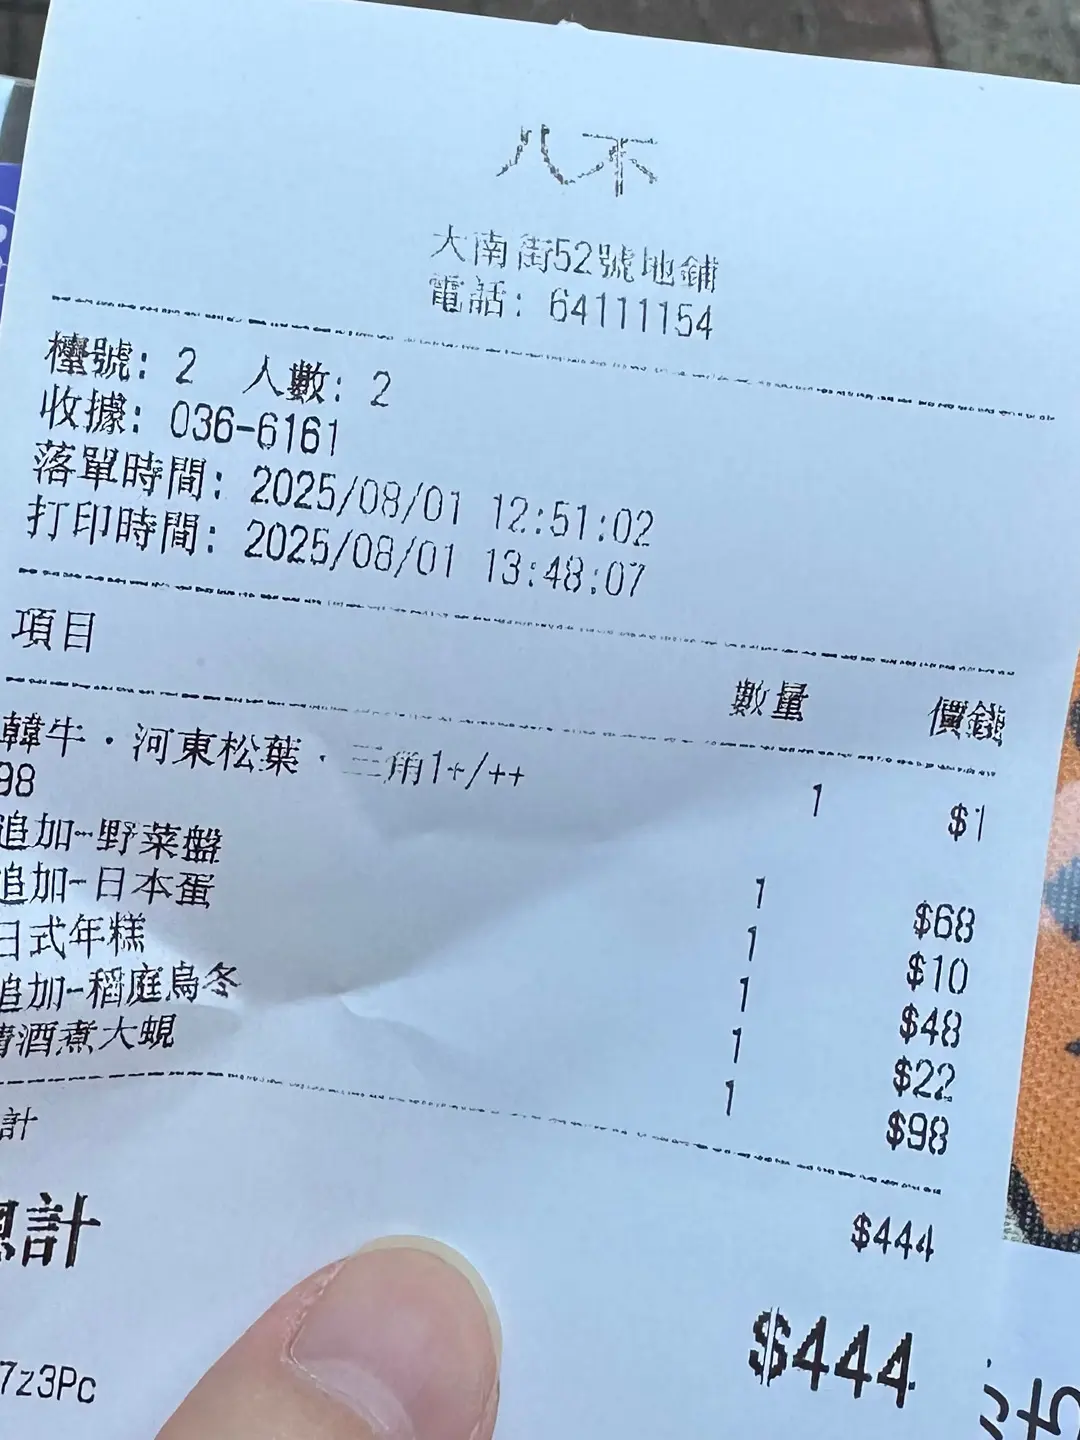 八不
大南街52號地鋪
電話: 64111154
檯號: 2 人數: 2
收據: 036-6161
落單時間: 2025/08/01 12:51:02
打印時間: 2025/08/01 13:48:07
項目 數量 價錢
韓牛·河東松葉·三角1+/++ 1 $1
98
追加-野菜盤 1 $68
追加-日本蛋 1 $10
日式年糕 1 $48
追加-稻庭烏冬 1 $22
清酒煮大蜆 1 $98
計 $444
總計 $444
7z3Pc